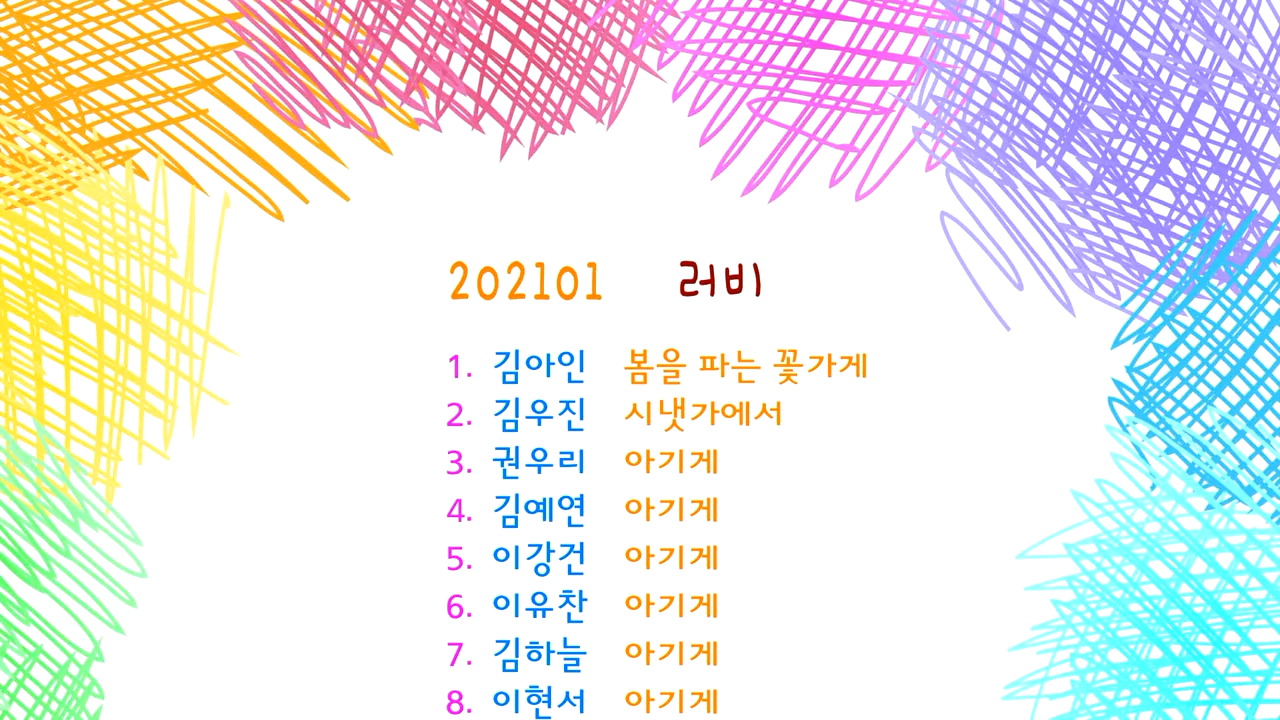 202101 러비
1. 김아인 봄을 파는 꽃가게
2. 김우진 시냇가에서
3. 권우리 아기게
4. 김예연 아기게
5. 이강건 아기게
6. 이유찬 아기게
7. 김하늘 아기게
8. 이현서 아기게